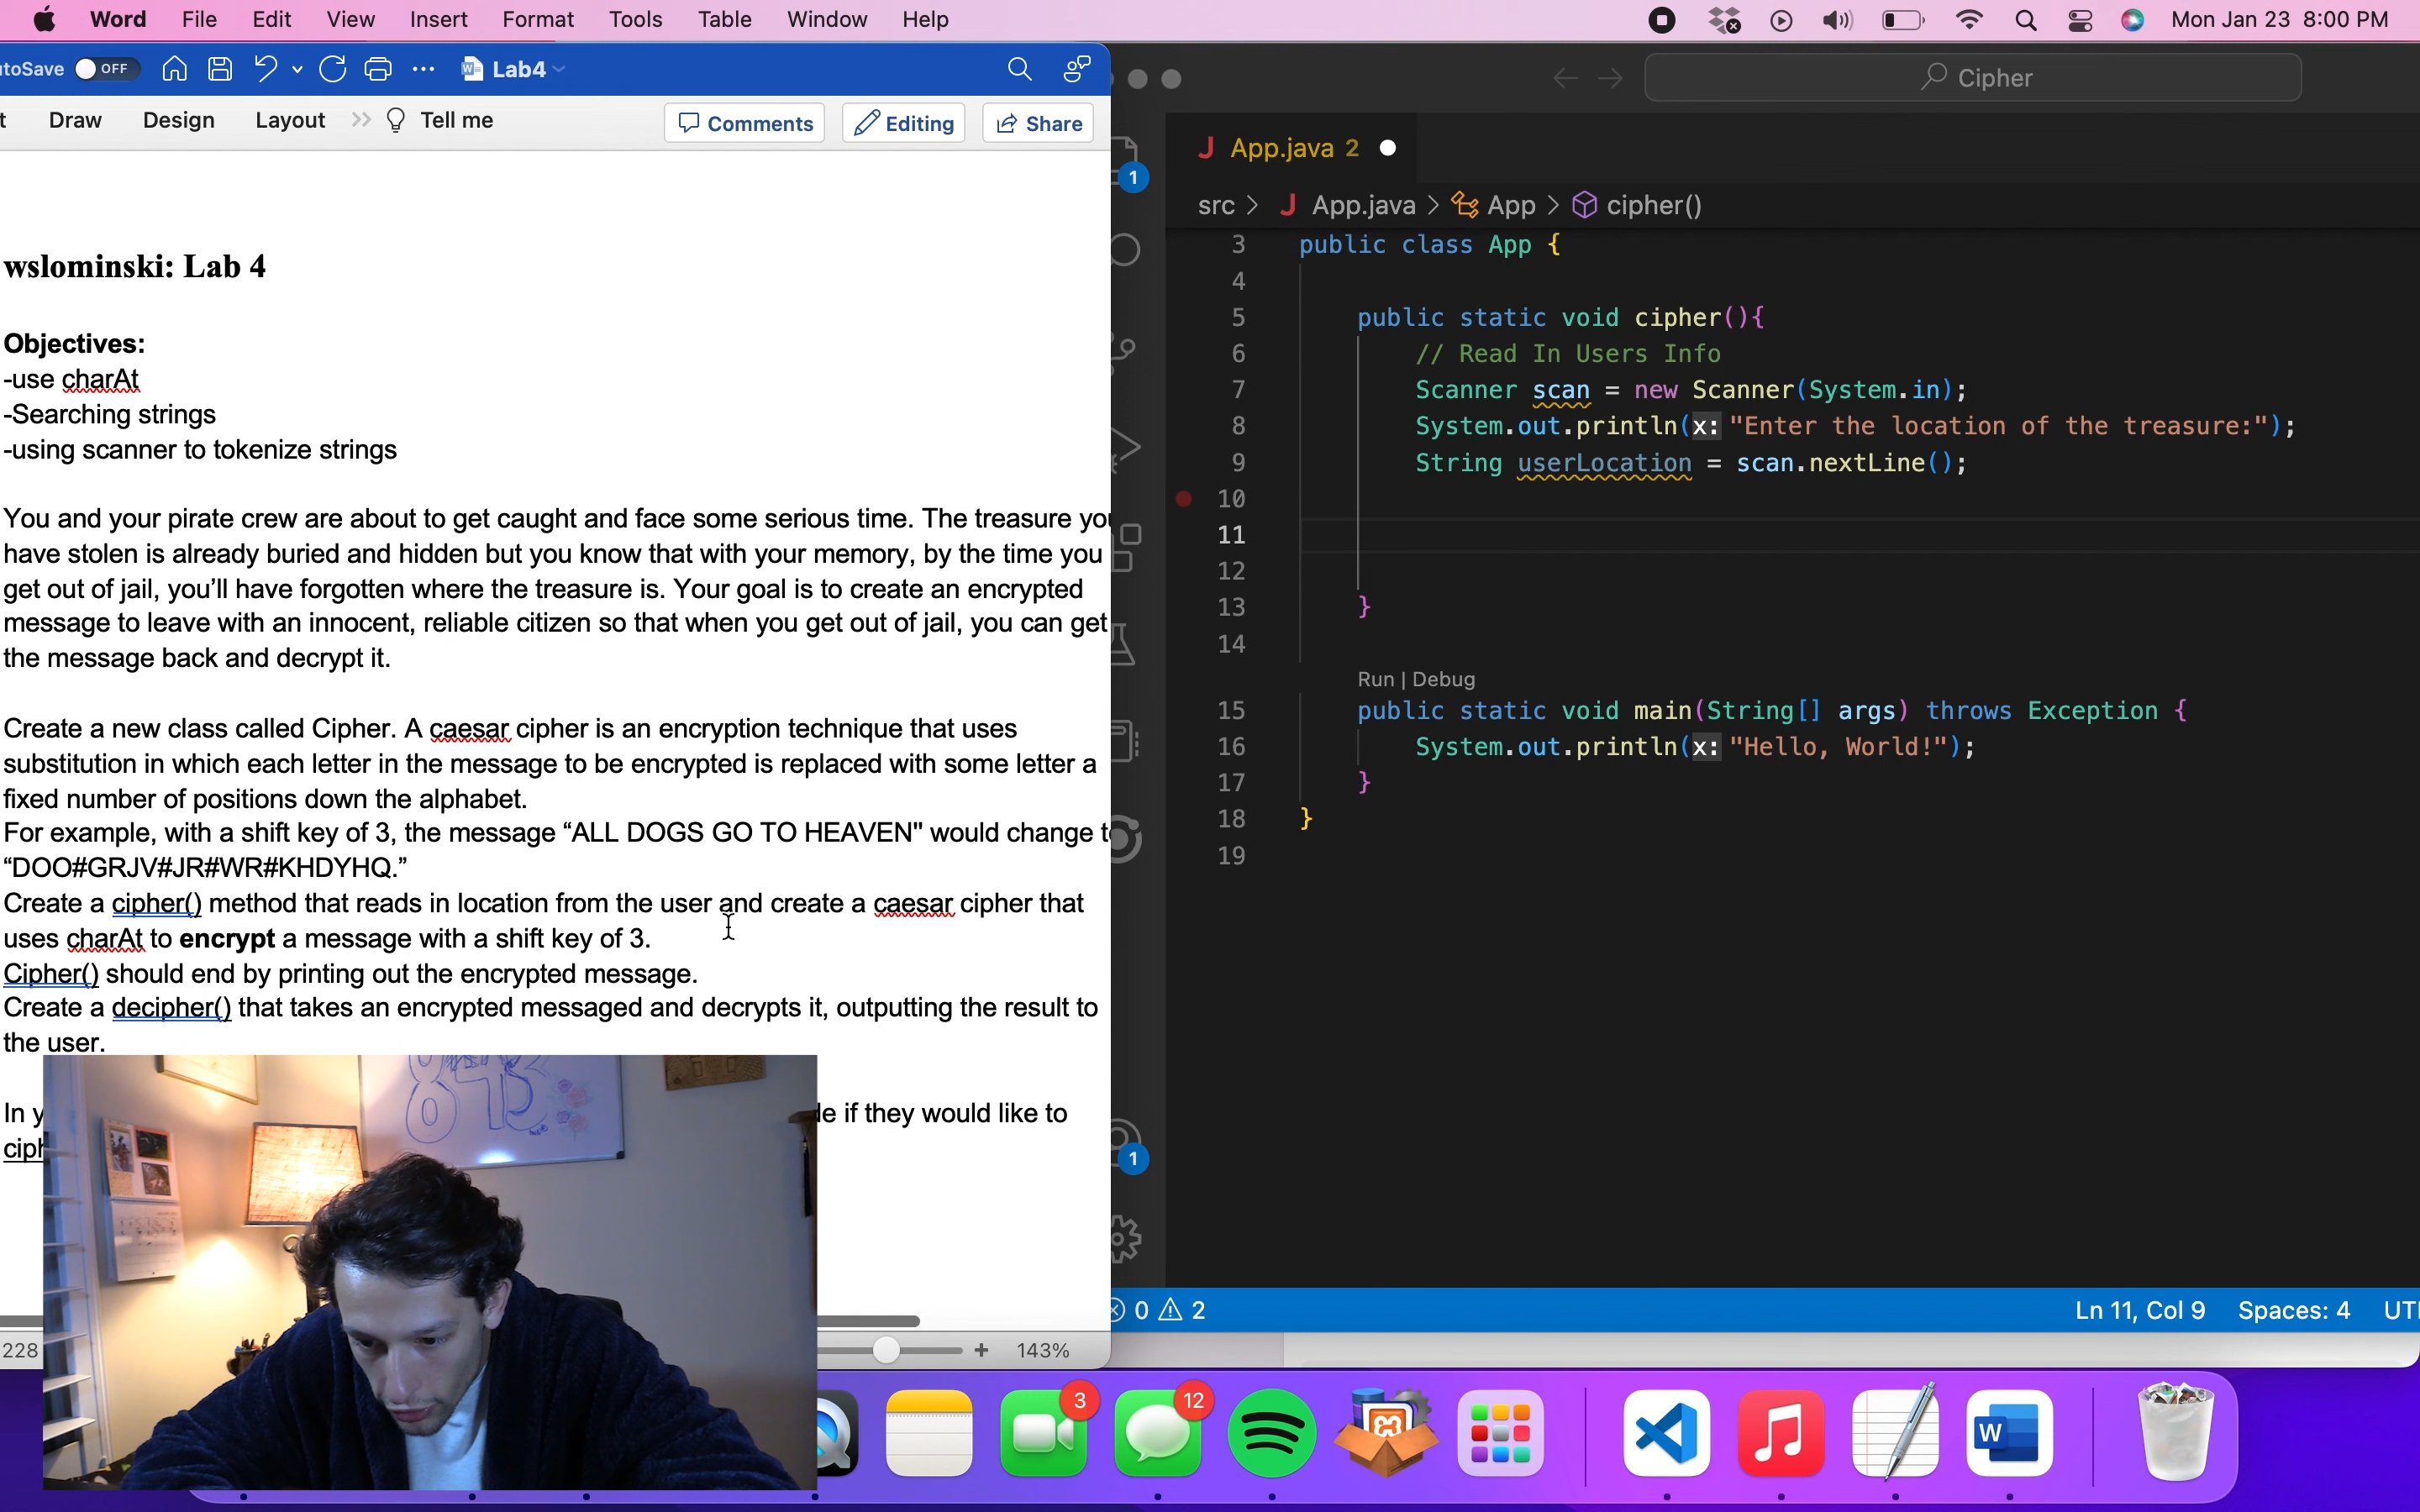 Word File Edit View Insert Format Tools Table Window Help Mon Jan 23 8:00 PM
toSave OFF Lab4
Draw Design Layout Tell me Comments Editing Share
wslominski: Lab 4
Objectives:
-use charAt
-Searching strings
-using scanner to tokenize strings
You and your pirate crew are about to get caught and face some serious time. The treasure you
have stolen is already buried and hidden but you know that with your memory, by the time you
get out of jail, you’ll have forgotten where the treasure is. Your goal is to create an encrypted
message to leave with an innocent, reliable citizen so that when you get out of jail, you can get
the message back and decrypt it.
Create a new class called Cipher. A caesar cipher is an encryption technique that uses
substitution in which each letter in the message to be encrypted is replaced with some letter a
fixed number of positions down the alphabet.
For example, with a shift key of 3, the message “ALL DOGS GO TO HEAVEN" would change t
“DOO#GRJV#JR#WR#KHDYHQ.”
Create a cipher() method that reads in location from the user and create a caesar cipher that
uses charAt to encrypt a message with a shift key of 3.
Cipher() should end by printing out the encrypted message.
Create a decipher() that takes an encrypted messaged and decrypts it, outputting the result to
the user.
In y
de if they would like to
ciph
843
228
143%
Cipher
App.java 2
1
src > App.java > App > cipher()
3 public class App {
4
5 public static void cipher(){
6 // Read In Users Info
7 Scanner scan = new Scanner(System.in);
8 System.out.println(x: "Enter the location of the treasure:");
9 String userLocation = scan.nextLine();
10
11
12
13 }
14
Run | Debug
15 public static void main(String[] args) throws Exception {
16 System.out.println(x: "Hello, World!");
17 }
18 }
19
1
0 2 Ln 11, Col 9 Spaces: 4 UT
3 12
W